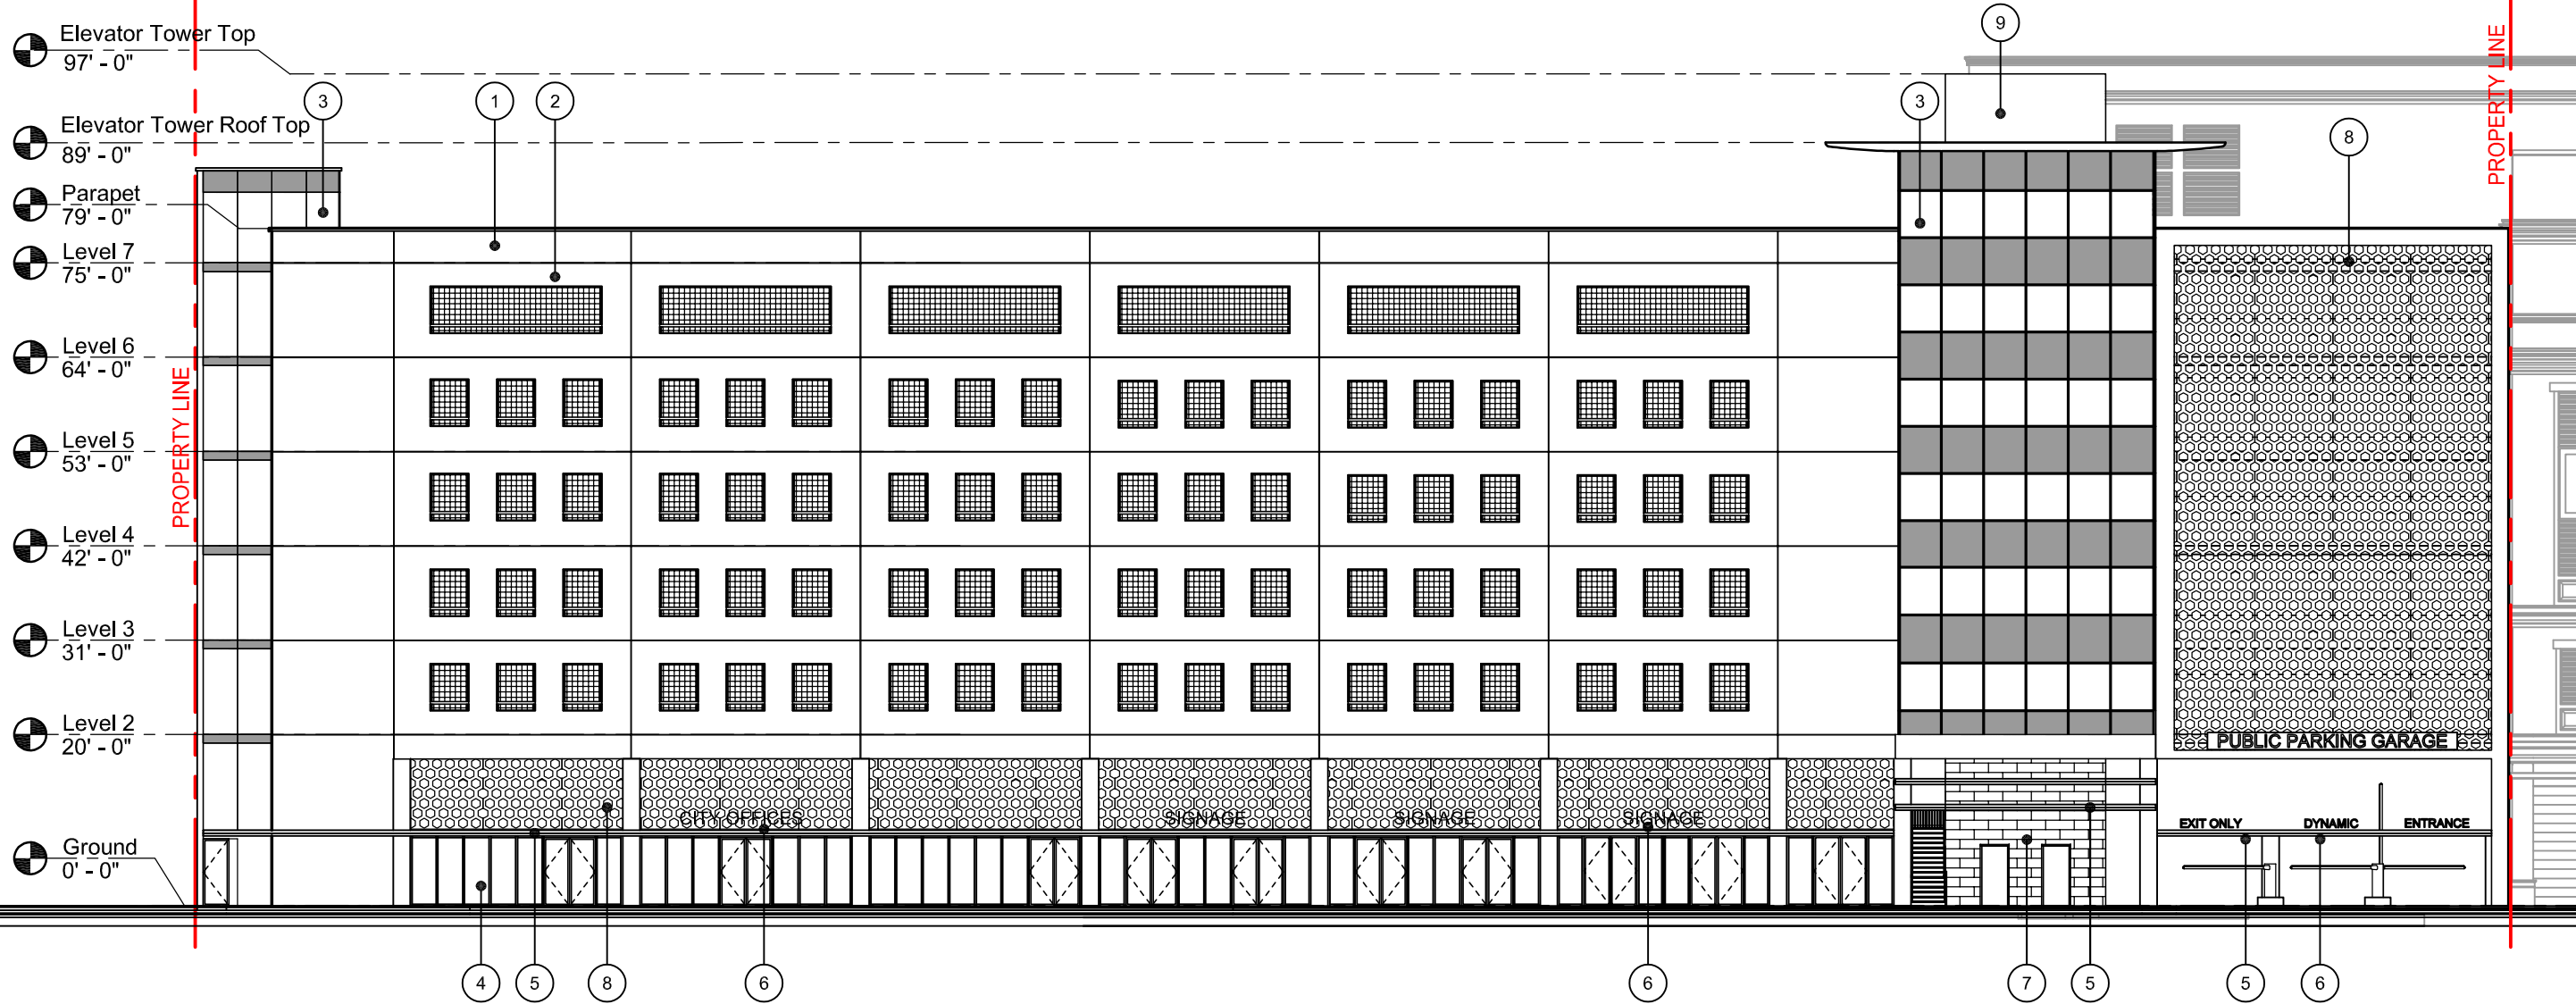 Elevator Tower Top
97' - 0"
9
3
1
2
3
Elevator Tower Roof Top
89' - 0"
8
Parapet
79' - 0"
Level 7
75' - 0"
Level 6
64' - 0"
Level 5
53' - 0"
Level 4
42' - 0"
Level 3
31' - 0"
Level 2
20' - 0"
Ground
0' - 0"
PROPERTY LINE
PROPERTY LINE
PUBLIC PARKING GARAGE
CITY OFFICES
SIGNAGE
SIGNAGE
SIGNAGE
EXIT ONLY
DYNAMIC
ENTRANCE
4
5
8
6
6
7
5
5
6